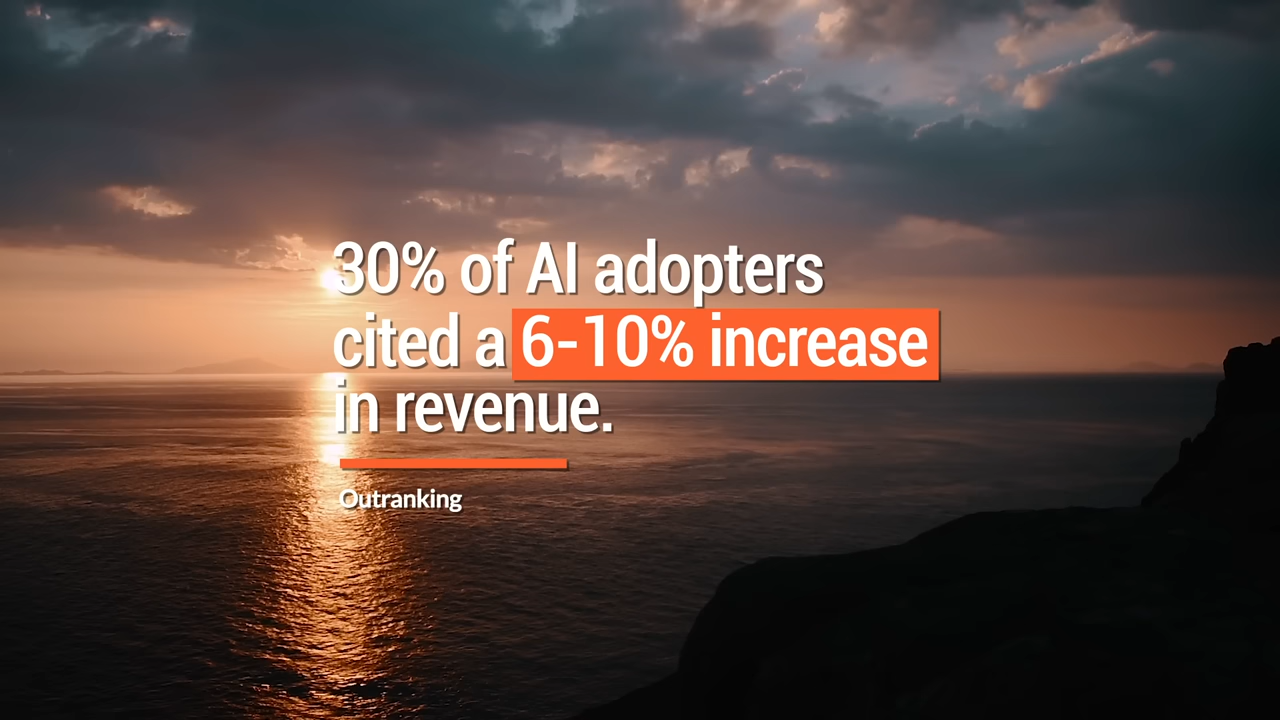 30% of AI adopters
cited a 6-10% increase
in revenue.
Outranking